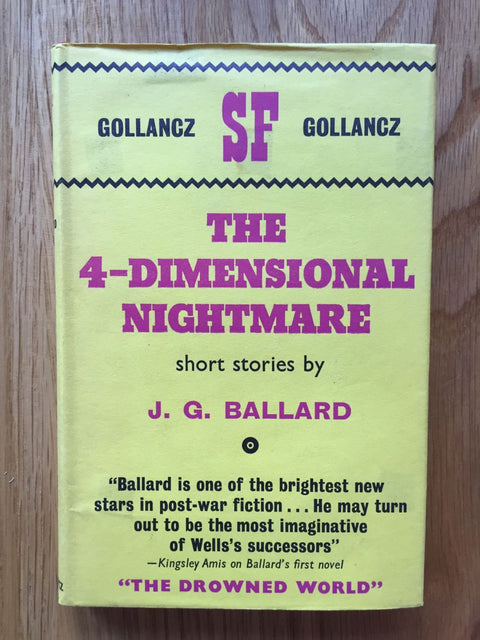 GOLLANCZ SF GOLLANCZ
THE
4-DIMENSIONAL
NIGHTMARE
short stories by
J. G. BALLARD
"Ballard is one of the brightest new
stars in post-war fiction . . . He may turn
out to be the most imaginative
of Wells's successors"
—Kingsley Amis on Ballard's first novel
"THE DROWNED WORLD"